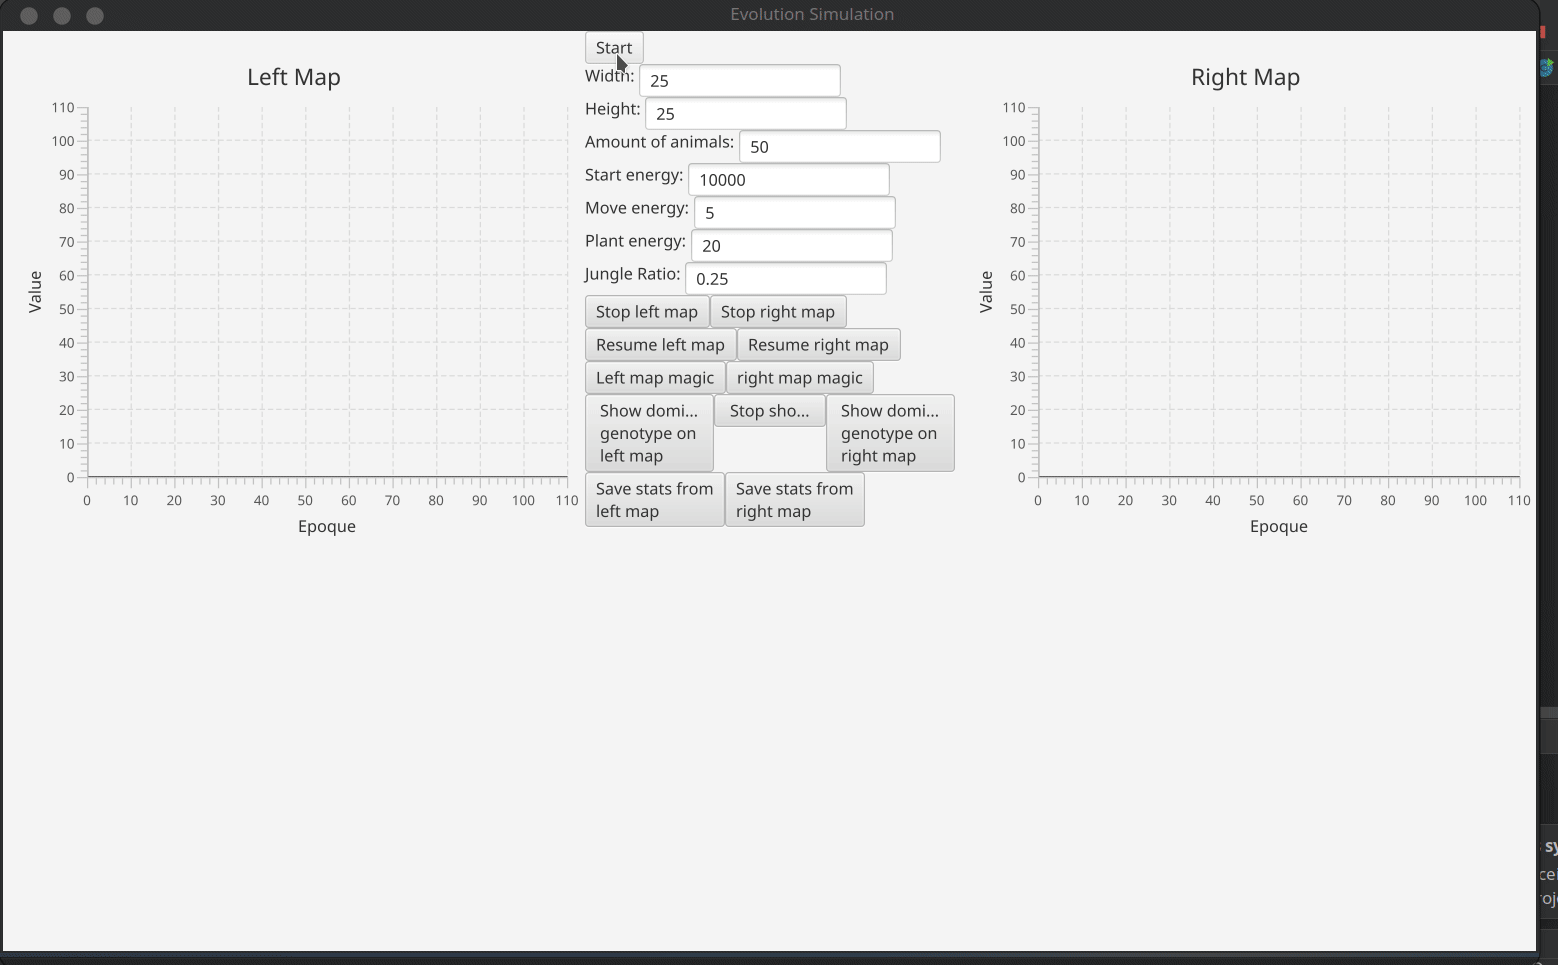 Evolution Simulation
Left Map
110
100
90
80
70
60
50
40
30
20
10
0
Value
0 10 20 30 40 50 60 70 80 90 100 110
Epoque
Start
Width: 25
Height: 25
Amount of animals: 50
Start energy: 10000
Move energy: 5
Plant energy: 20
Jungle Ratio: 0.25
Stop left map Stop right map
Resume left map Resume right map
Left map magic right map magic
Show domi...
genotype on
left map
Stop sho...
Show domi...
genotype on
right map
Save stats from
left map
Save stats from
right map
Right Map
110
100
90
80
70
60
50
40
30
20
10
0
Value
0 10 20 30 40 50 60 70 80 90 100 110
Epoque